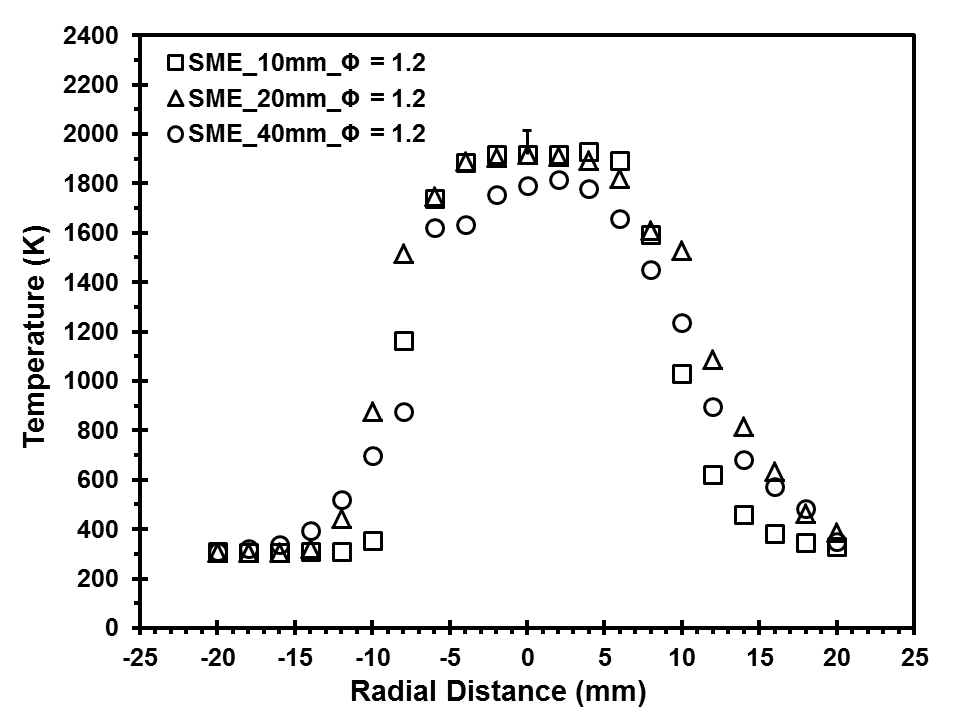 2400
2200
2000
1800
1600
1400
1200
1000
800
600
400
200
0
Temperature (K)
SME_10mm_Φ = 1.2
SME_20mm_Φ = 1.2
SME_40mm_Φ = 1.2
-25 -20 -15 -10 -5 0 5 10 15 20 25
Radial Distance (mm)